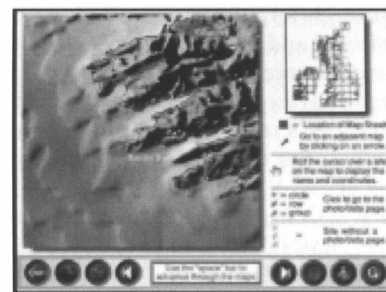 = Location of Map Sheet
Go to an adjacent map
by clicking on an arrow.
Roll the cursor over a site
on the map to display the
name and coordinates.
= circle
= row
= group
Click to go to the
photo/data page.
=
Site without a
photo/data page
Use the "space" bar to
advance through the maps